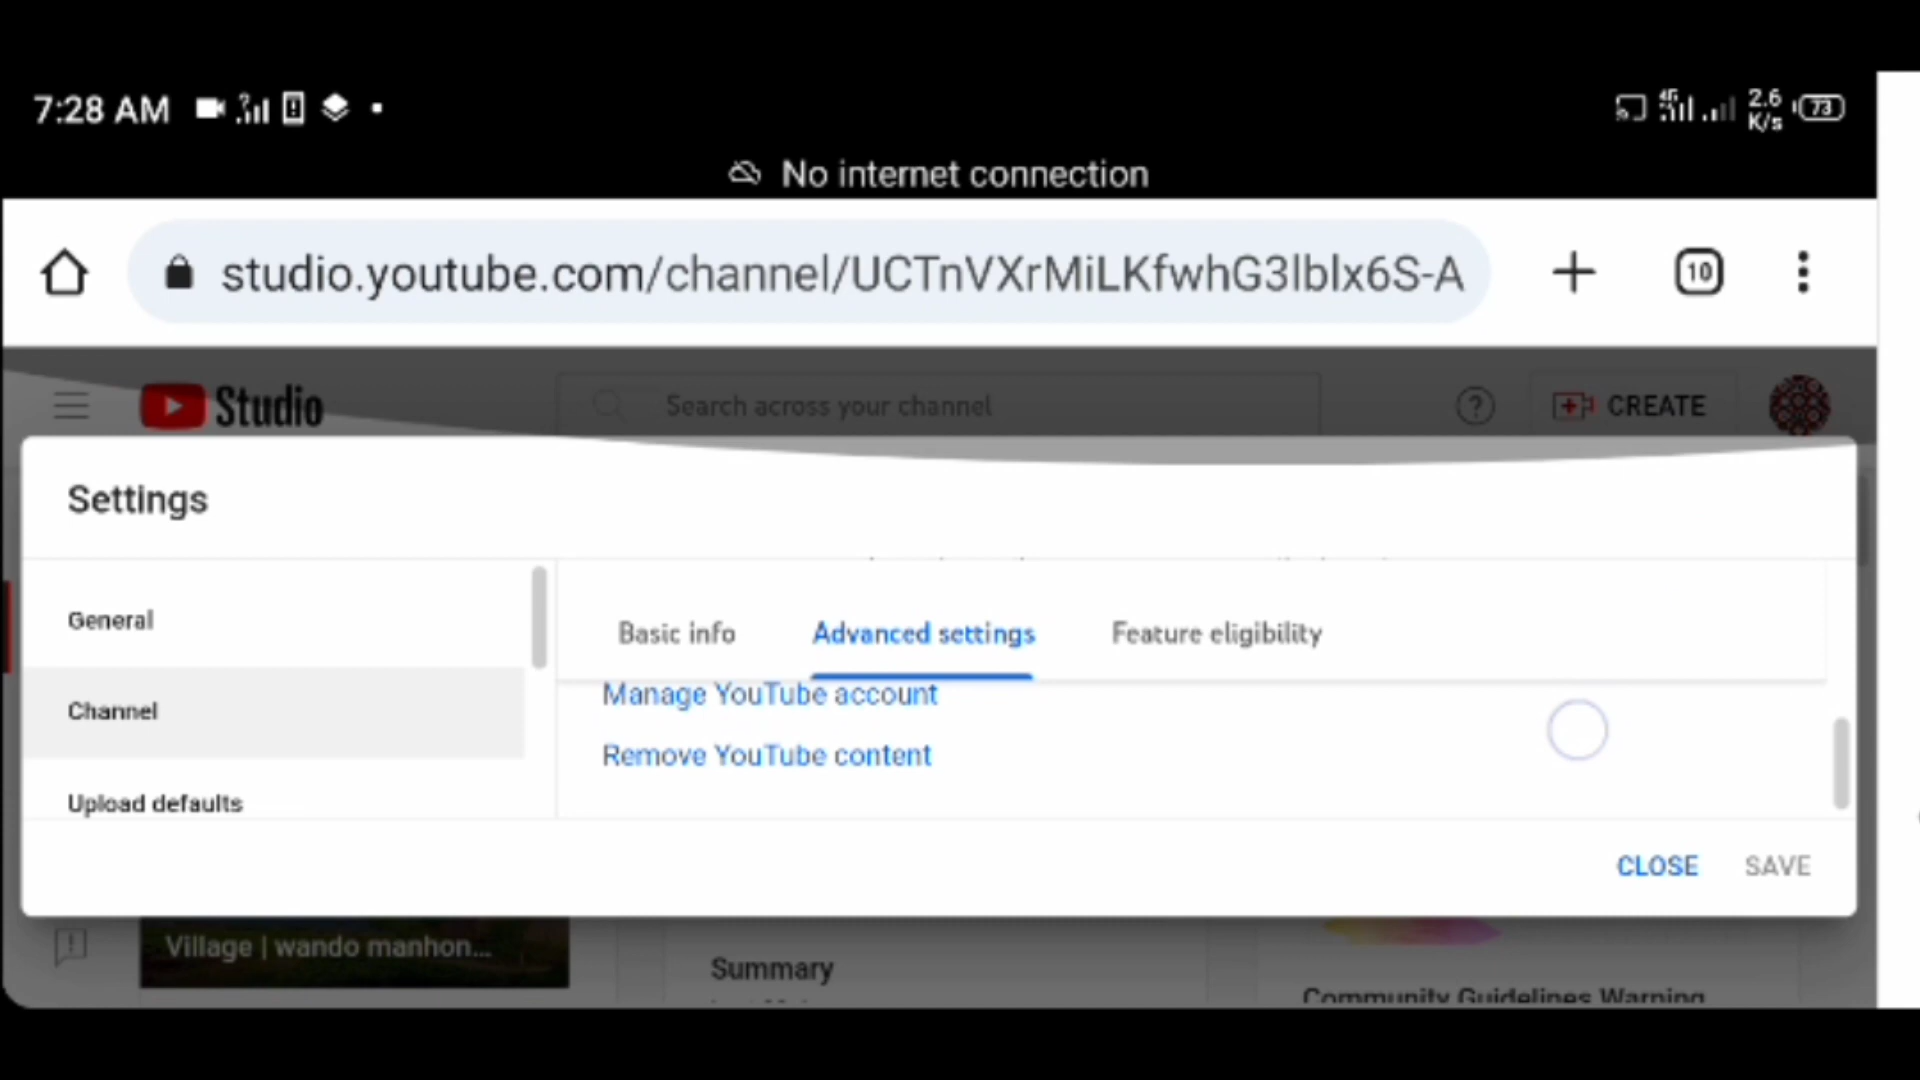 7:28 AM
4G
2.6
K/s
73
No internet connection
studio.youtube.com/channel/UCTnVXrMiLKfwhG3lblx6S-A
10
Studio
Search across your channel
CREATE
Settings
General
Channel
Upload defaults
Basic info
Advanced settings
Feature eligibility
Manage YouTube account
Remove YouTube content
CLOSE
SAVE
Village | wando manhon...
Summary
Community Guidelines Warning